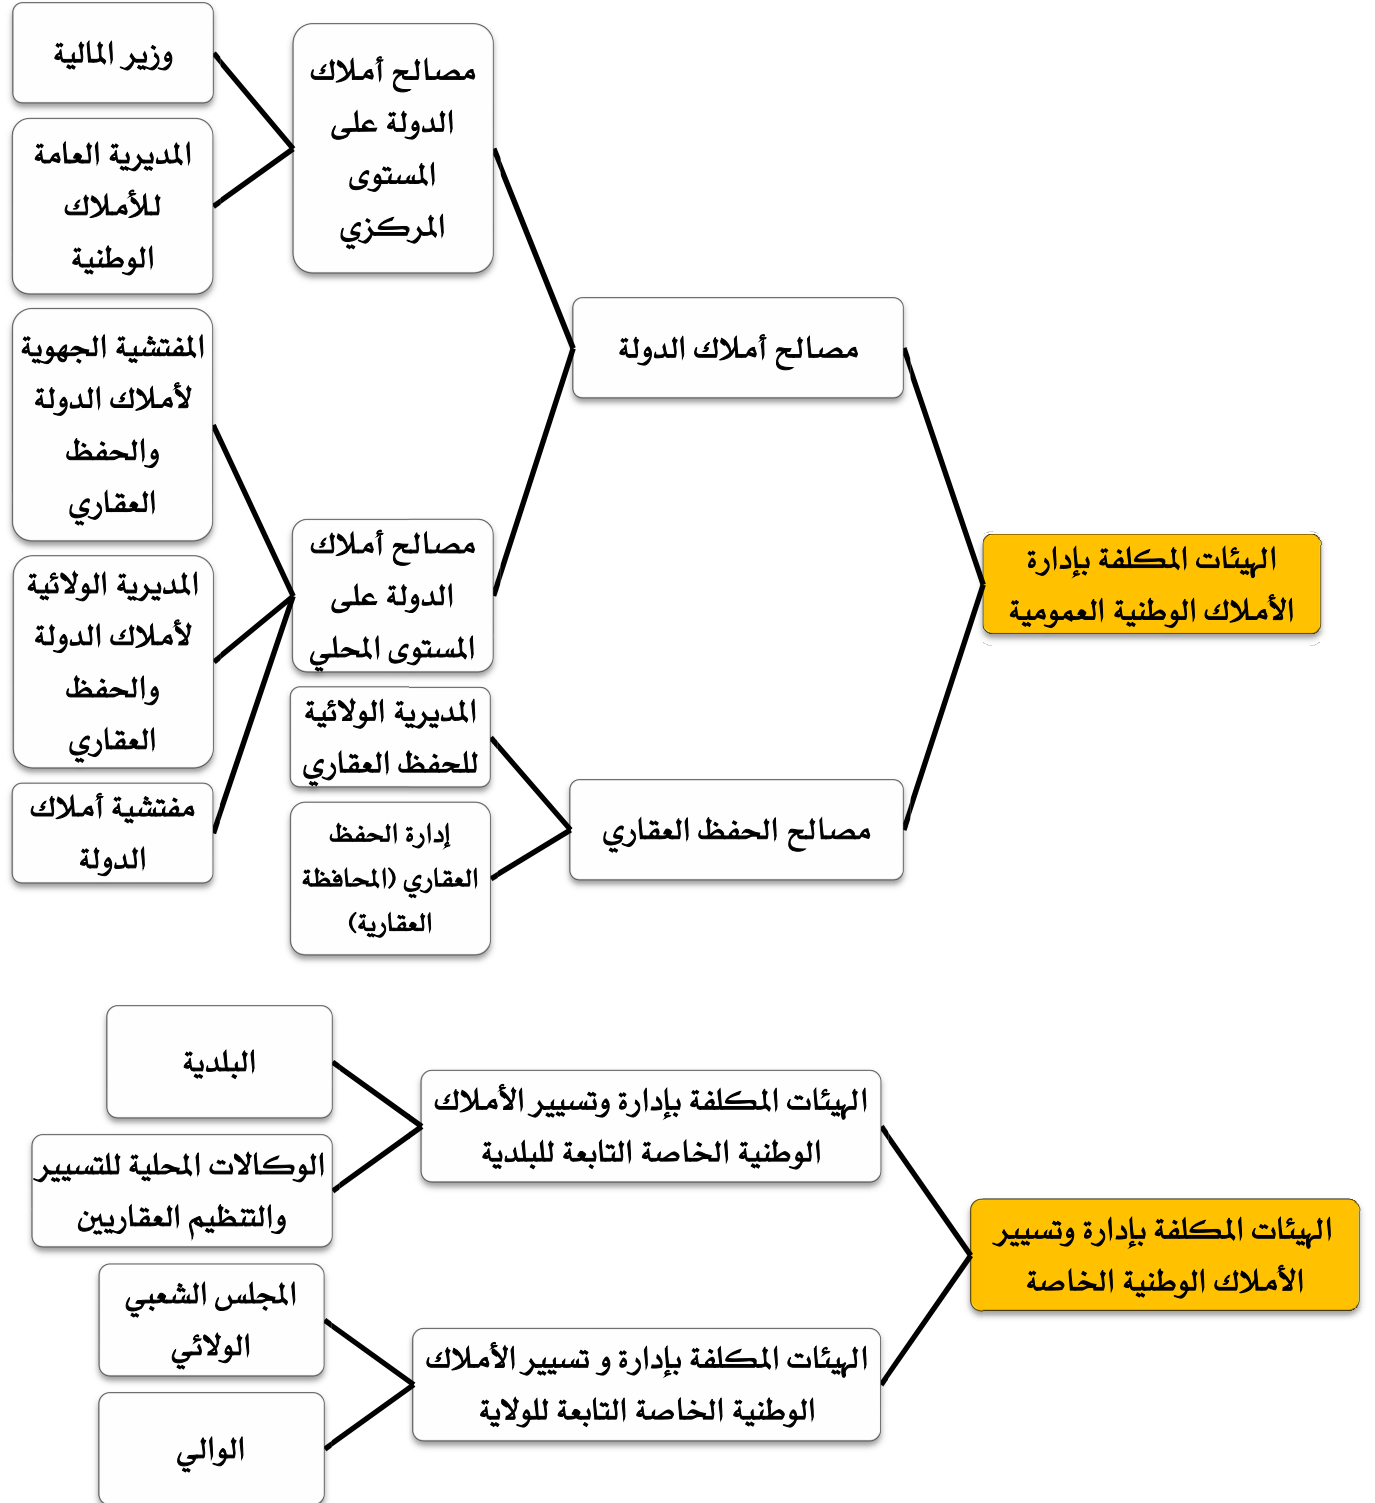 الهيئات المكلفة بإدارة
الأملاك الوطنية العمومية
مصالح أملاك الدولة
مصالح أملاك
الدولة على
المستوى
المركزي
وزير المالية
المديرية العامة
للأملاك
الوطنية
مصالح أملاك
الدولة على
المستوى المحلي
المفتشية الجهوية
لأملاك الدولة
والحفظ
العقاري
المديرية الولائية
لأملاك الدولة
والحفظ
العقاري
مفتشية أملاك
الدولة
مصالح الحفظ العقاري
المديرية الولائية
للحفظ العقاري
إدارة الحفظ
العقاري (المحافظة
العقارية)
الهيئات المكلفة بإدارة وتسيير
الأملاك الوطنية الخاصة
الهيئات المكلفة بإدارة وتسيير الأملاك
الوطنية الخاصة التابعة للبلدية
البلدية
الوكالات المحلية للتسيير
والتنظيم العقاريين
الهيئات المكلفة بإدارة و تسيير الأملاك
الوطنية الخاصة التابعة للولاية
المجلس الشعبي
الولائي
الوالي